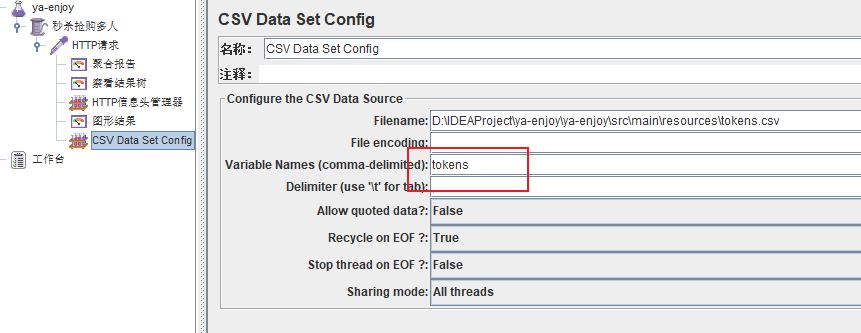 ya-enjoy
秒杀抢购多人
HTTP请求
聚合报告
察看结果树
HTTP信息头管理器
图形结果
CSV Data Set Config
工作台
CSV Data Set Config
名称： CSV Data Set Config
注释：
Configure the CSV Data Source
Filename: D:\IDEAProject\ya-enjoy\ya-enjoy\src\main\resources\tokens.csv
File encoding:
Variable Names (comma-delimited): tokens
Delimiter (use '\t' for tab):
Allow quoted data?: False
Recycle on EOF ?: True
Stop thread on EOF ?: False
Sharing mode: All threads